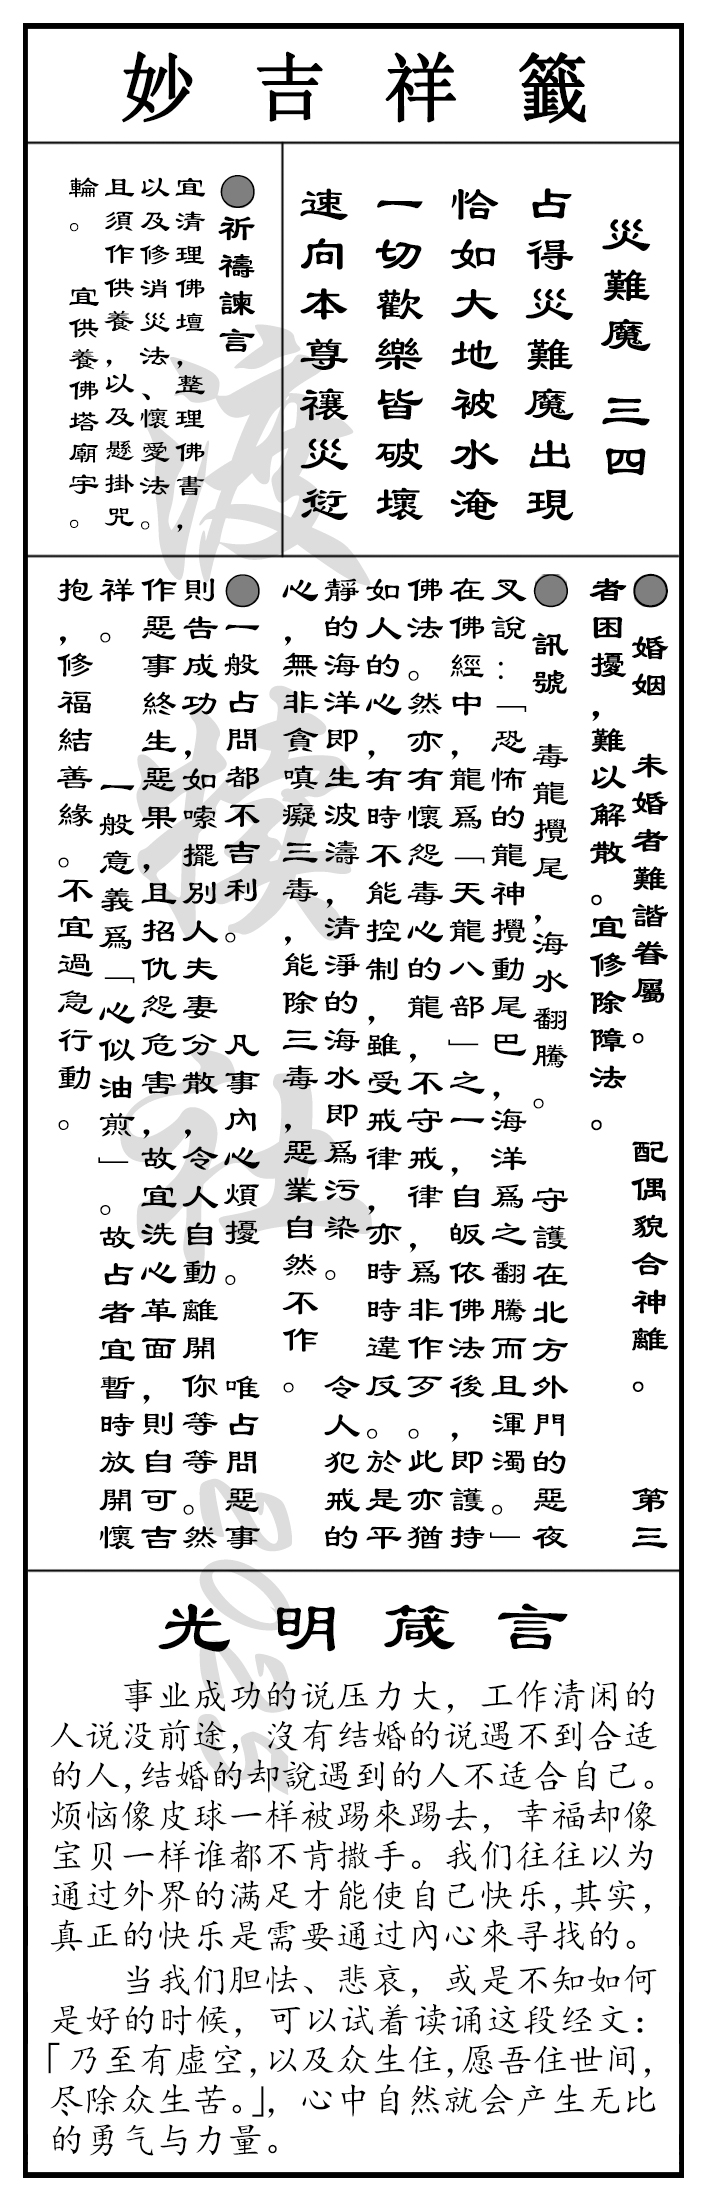 妙吉祥籤
災難魔 三四
占得災難魔出現
恰如大地被水淹
一切歡樂皆破壞
速向本尊禳災愆
●祈禱諫言
宜清理佛壇，整理佛書，
以及修消災法、懷愛法。
且須作供養，以及懸掛咒
輪。 宜供養佛塔廟宇。
● 婚姻 未婚者難諧眷屬。 配偶貌合神離。 第三
者困擾，難以解散。宜修除障法。
● 訊號 毒龍攪尾，海水翻騰。 守護在北方外門的惡夜
叉說：「恐怖的龍神攪動尾巴，海洋爲之翻騰而且渾濁。」
在佛經中，龍爲「天龍八部」之一，自皈依佛法後，即護持
佛法。然亦有懷怨毒心的龍，不守戒律，爲非作歹。此亦猶
如人的心，有時不能控制，雖受戒律亦時時違反。於是平
靜的海洋即生波濤，清淨的海水即爲污染。 令人犯戒的
心，無非貪嗔癡三毒，能除三毒，惡業自然不作。
●一般占問都不吉利。 凡事內心煩擾。 唯占問惡事
則告成功，如嗦擺別人夫妻分散，令人自動離開你等等。然
作惡事終生惡果，且招仇怨危害，故宜洗心革面，則自可吉
祥。 一般意義爲「心似油煎」。故占者宜暫時放開懷
抱，修福結善緣。不宜過急行動。
光明箴言
事业成功的说压力大，工作清闲的
人说没前途，沒有结婚的说遇不到合适
的人，结婚的却說遇到的人不适合自己。
烦恼像皮球一样被踢來踢去，幸福却像
宝贝一样谁都不肯撒手。我们往往以为
通过外界的满足才能使自己快乐，其实，
真正的快乐是需要通过內心來寻找的。
当我们胆怯、悲哀，或是不知如何
是好的时候，可以试着读诵这段经文：
「乃至有虚空，以及众生住，愿吾住世间，
尽除众生苦。」，心中自然就会产生无比
的勇气与力量。